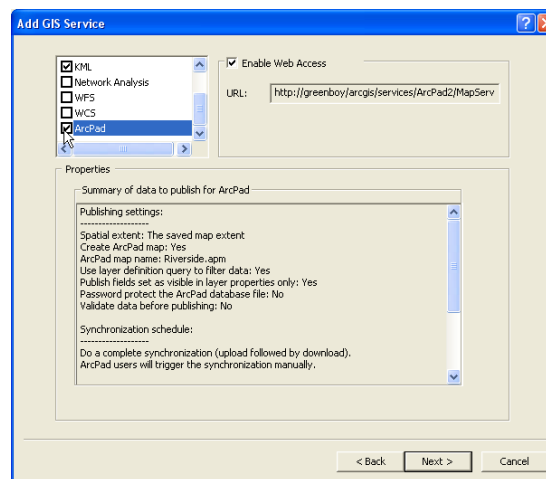 Add GIS Service
KML
Network Analysis
WFS
WCS
ArcPad
Enable Web Access
URL: http://greenboy/arcgis/services/ArcPad2/MapServ
Properties
Summary of data to publish for ArcPad
Publishing settings:
-------------------
Spatial extent: The saved map extent
Create ArcPad map: Yes
ArcPad map name: Riverside.apm
Use layer definition query to filter data: Yes
Publish fields set as visible in layer properties only: Yes
Password protect the ArcPad database file: No
Validate data before publishing: No
Synchronization schedule:
-------------------
Do a complete synchronization (upload followed by download).
ArcPad users will trigger the synchronization manually.
< Back
Next >
Cancel